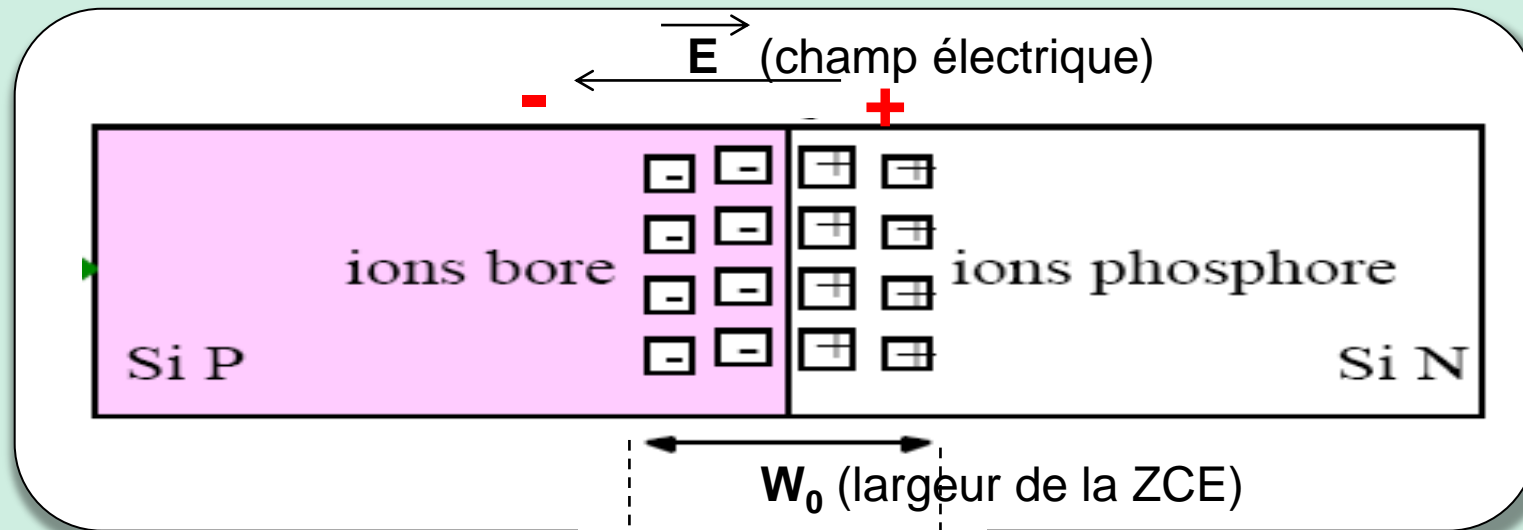 E (champ électrique)
- +
- - + +
ions bore ions phosphore
- - + +
- - + +
- - + +
Si P Si N
W₀ (largeur de la ZCE)